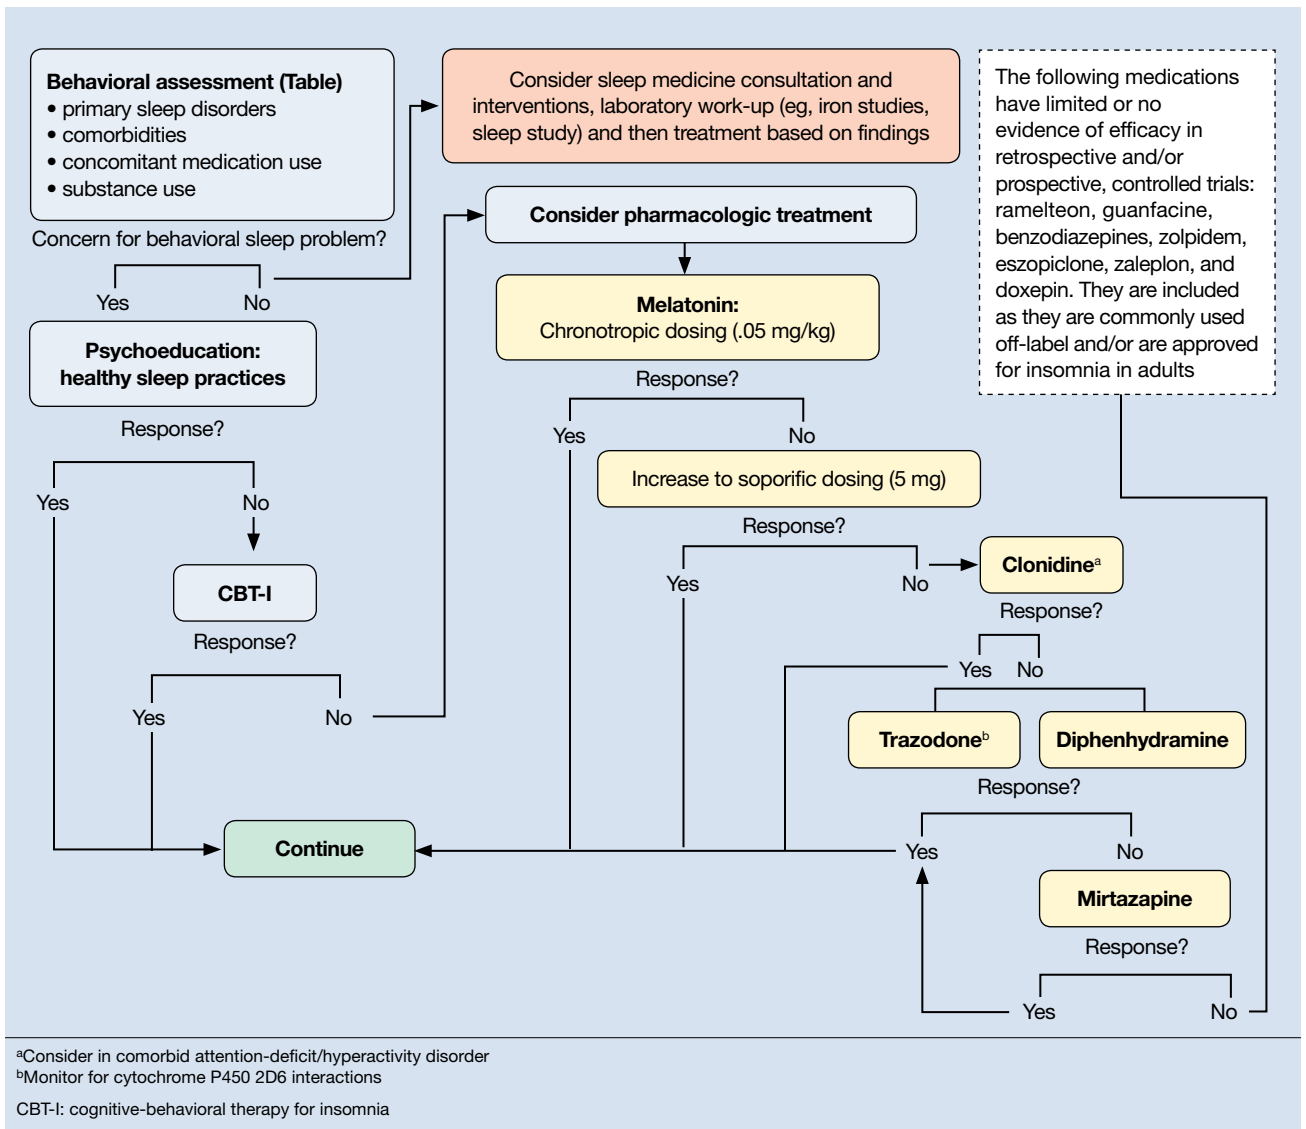 Behavioral assessment (Table)
• primary sleep disorders
• comorbidities
• concomitant medication use
• substance use
Concern for behavioral sleep problem?
Yes
No
Consider sleep medicine consultation and
interventions, laboratory work-up (eg, iron studies,
sleep study) and then treatment based on findings
Psychoeducation:
healthy sleep practices
Response?
Yes
No
CBT-I
Response?
Yes
No
Consider pharmacologic treatment
Melatonin:
Chronotropic dosing (.05 mg/kg)
Response?
Yes
No
Increase to soporific dosing (5 mg)
Response?
Yes
No
Clonidineᵃ
Response?
Yes
No
Trazodoneᵇ
Diphenhydramine
Response?
Yes
No
Mirtazapine
Response?
Yes
No
Continue
The following medications
have limited or no
evidence of efficacy in
retrospective and/or
prospective, controlled trials:
ramelteon, guanfacine,
benzodiazepines, zolpidem,
eszopiclone, zaleplon, and
doxepin. They are included
as they are commonly used
off-label and/or are approved
for insomnia in adults
ᵃConsider in comorbid attention-deficit/hyperactivity disorder
ᵇMonitor for cytochrome P450 2D6 interactions
CBT-I: cognitive-behavioral therapy for insomnia